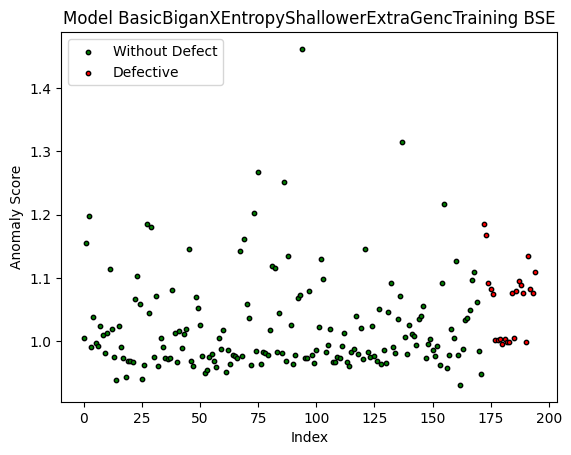 Model BasicBiganXEntropyShallowerExtraGencTraining BSE
Without Defect
Defective
Anomaly Score
1.4
1.3
1.2
1.1
1.0
0 25 50 75 100 125 150 175 200
Index